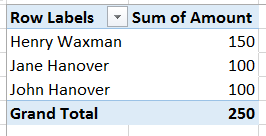 Row Labels Sum of Amount
Henry Waxman 150
Jane Hanover 100
John Hanover 100
Grand Total 250